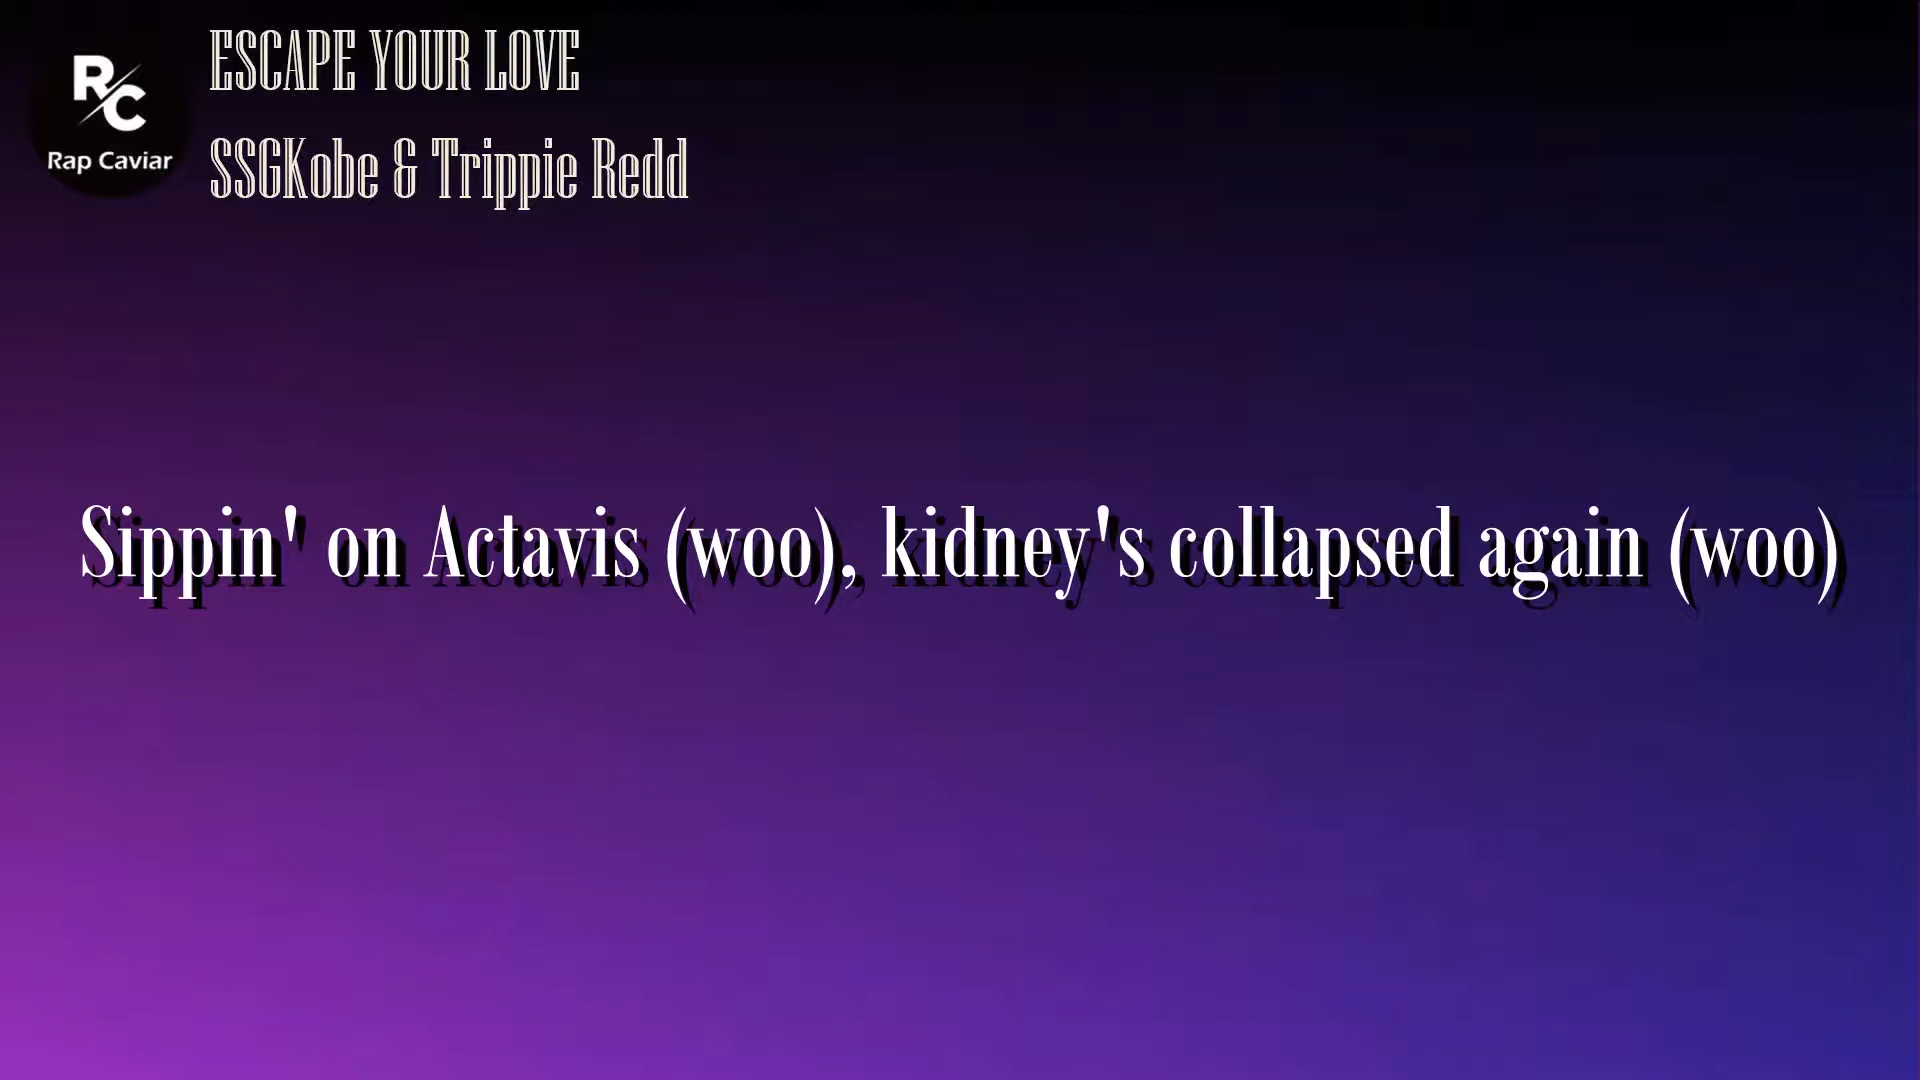 R/C
Rap Caviar
ESCAPE YOUR LOVE
SSGKobe & Trippie Redd
Sippin' on Actavis (woo), kidney's collapsed again (woo)